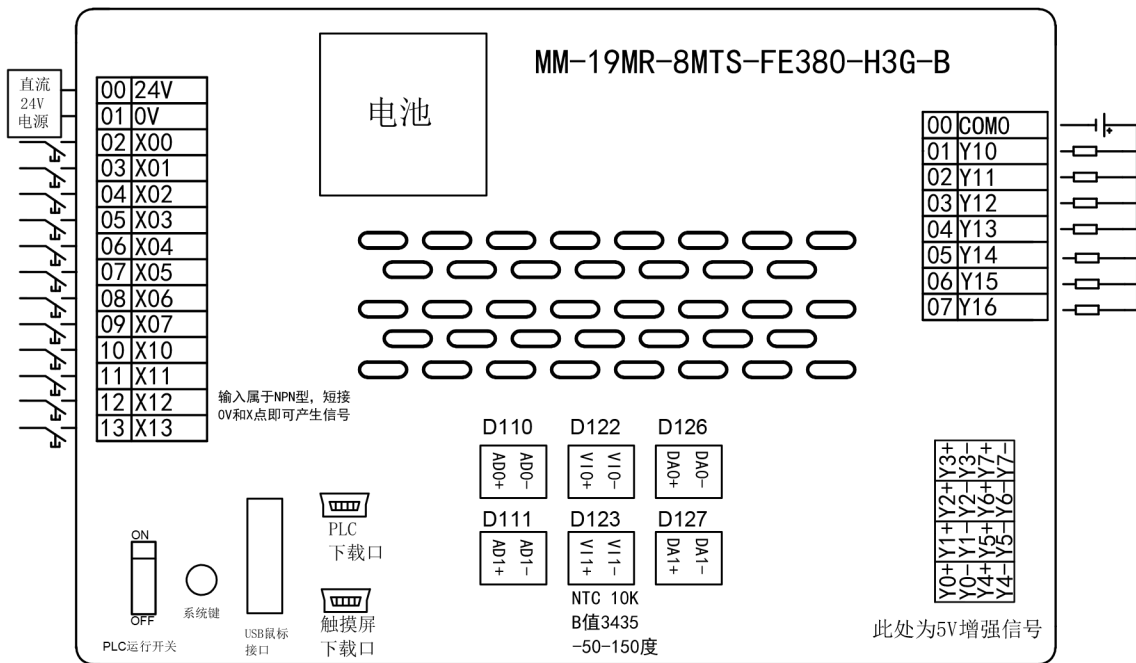 MM-19MR-8MTS-FE380-H3G-B
直流
24V
电源
00 24V
01 0V
02 X00
03 X01
04 X02
05 X03
06 X04
07 X05
08 X06
09 X07
10 X10
11 X11
12 X12
13 X13
电池
00 COM0
01 Y10
02 Y11
03 Y12
04 Y13
05 Y14
06 Y15
07 Y16
输入属于NPN型，短接
0V和X点即可产生信号
D110 D122 D126
AD0+ AD0- VI0+ VI0- DA0+ DA0-
D111 D123 D127
AD1+ AD1- VI1+ VI1- DA1+ DA1-
NTC 10K
B值3435
-50-150度
ON
OFF
PLC运行开关
系统键
USB鼠标
接口
PLC
下载口
触摸屏
下载口
Y0+ Y1+ Y2+ Y3+
Y0- Y1- Y2- Y3-
Y4+ Y5+ Y6+ Y7+
Y4- Y5- Y6- Y7-
此处为5V增强信号